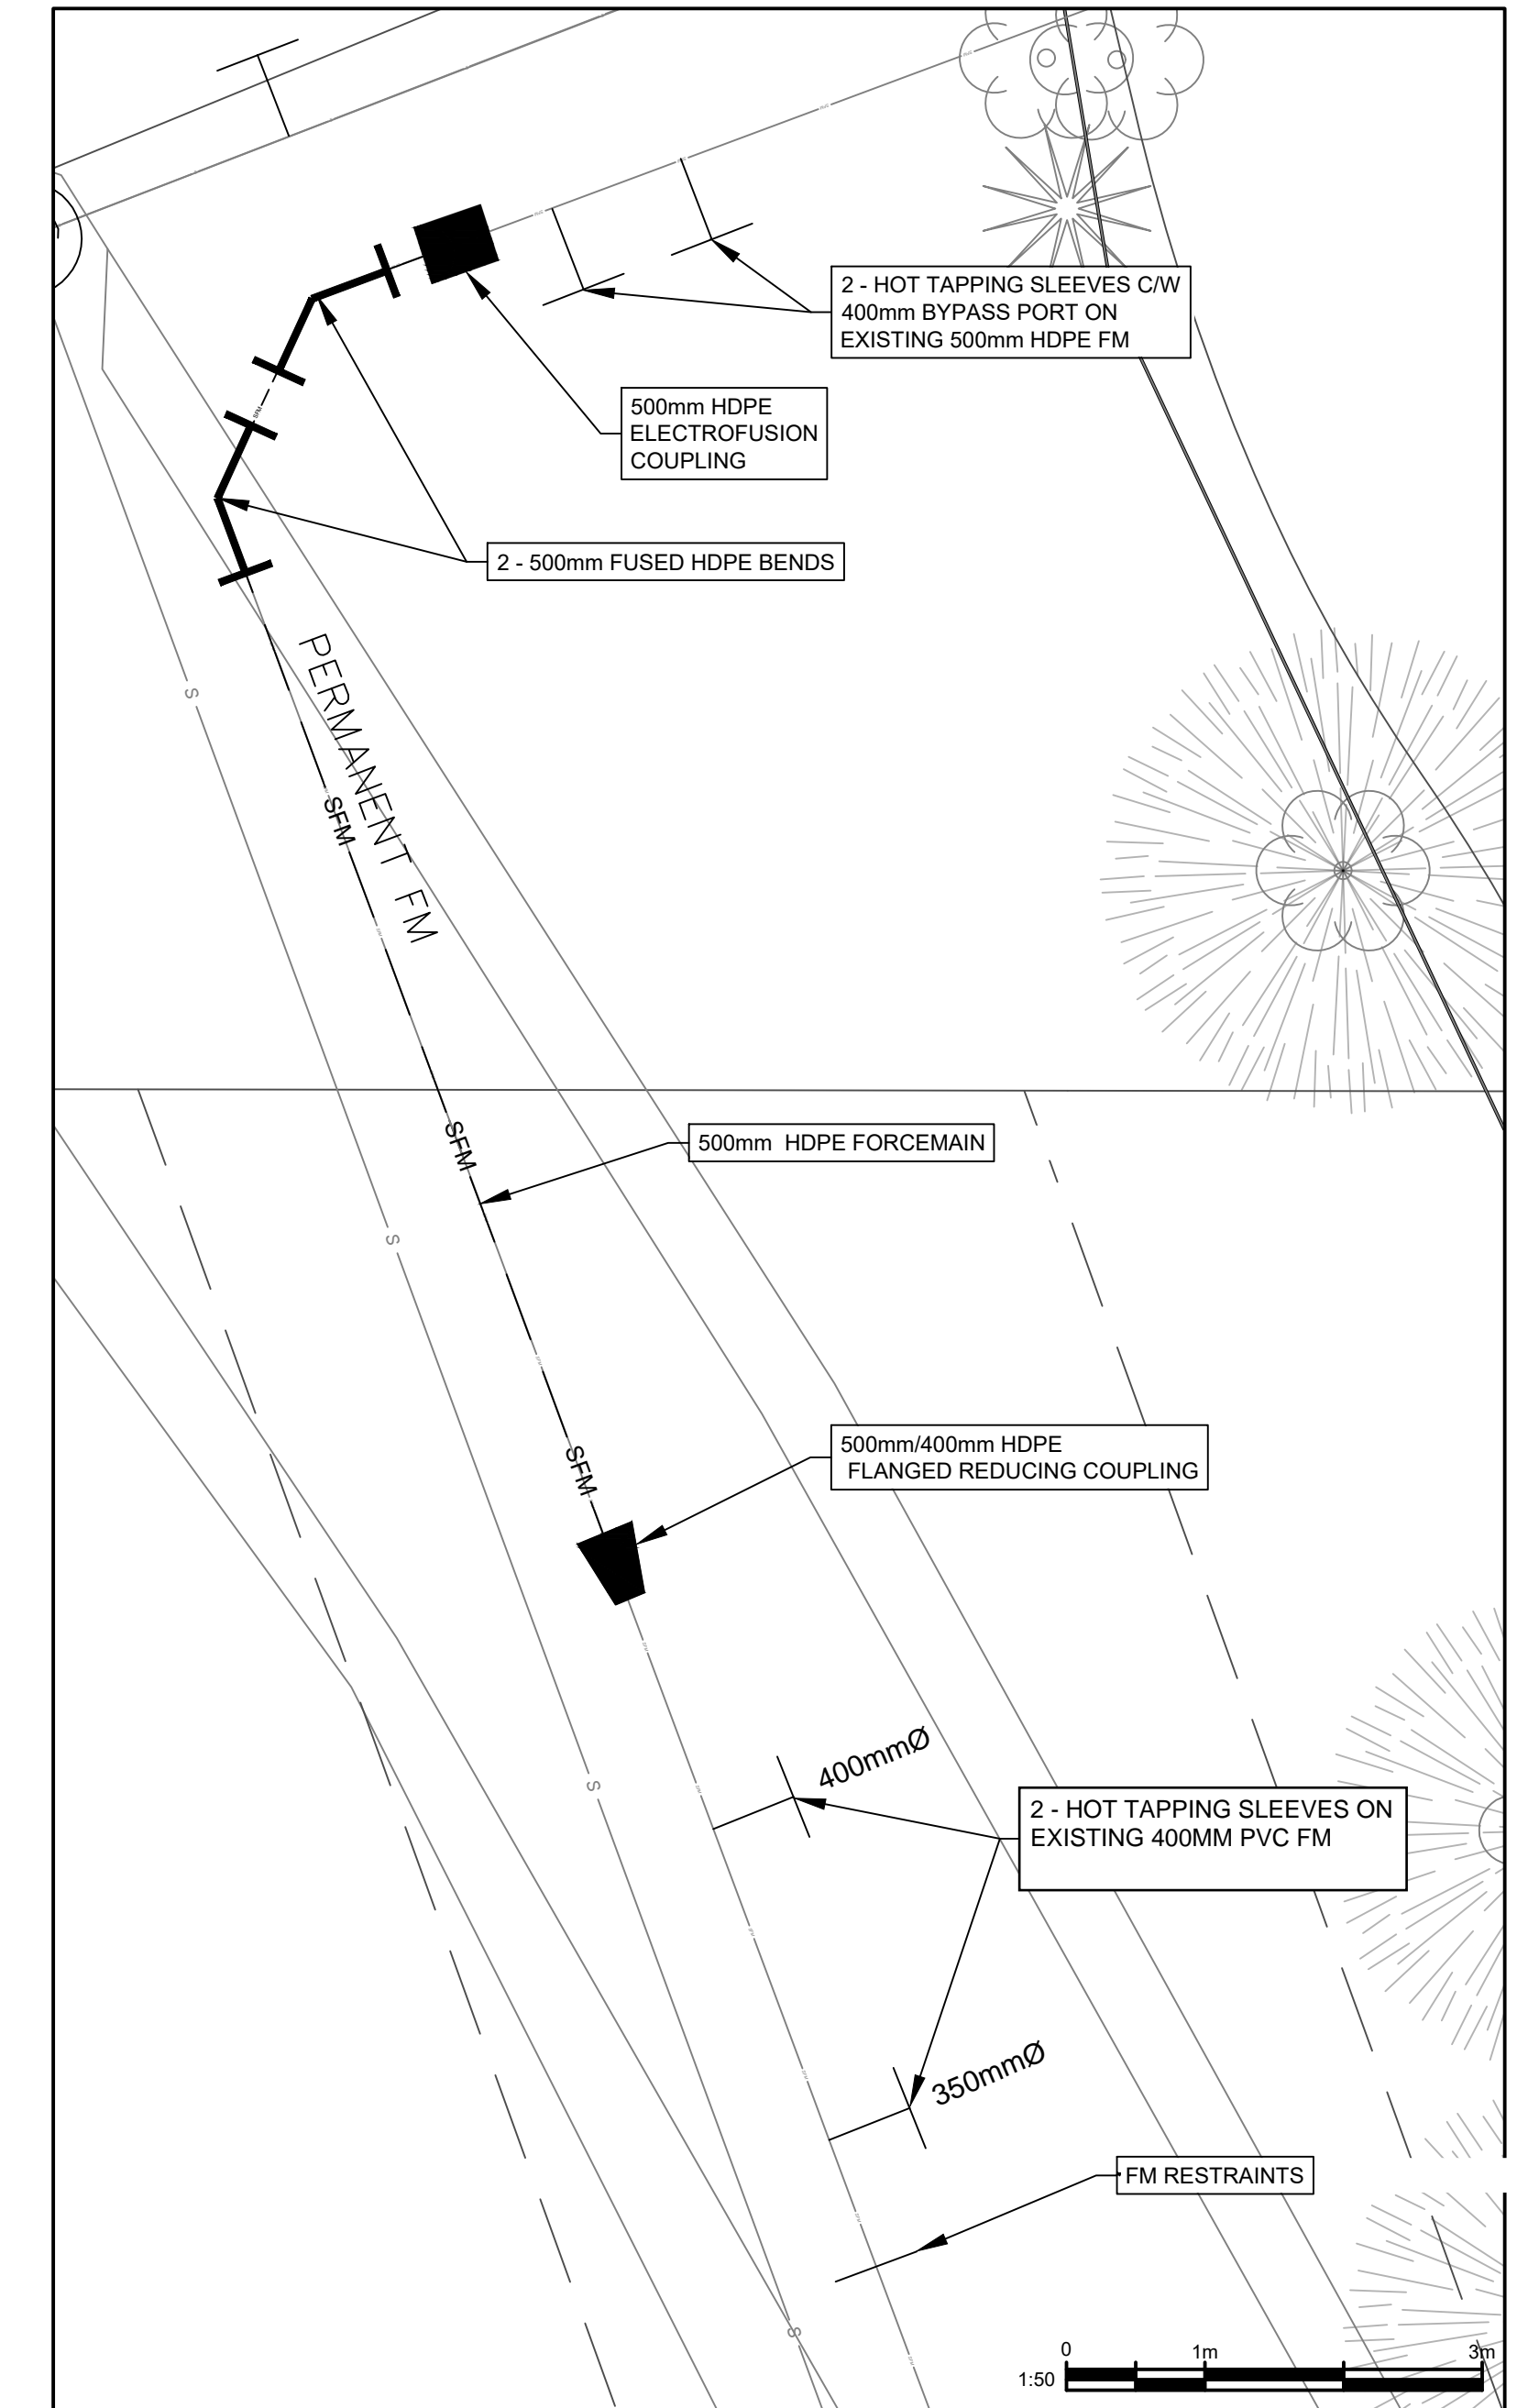 2 - HOT TAPPING SLEEVES C/W
400mm BYPASS PORT ON
EXISTING 500mm HDPE FM
500mm HDPE
ELECTROFUSION
COUPLING
2 - 500mm FUSED HDPE BENDS
SFM
PERMANENT FM
S
SFM
500mm HDPE FORCEMAIN
SFM
S
500mm/400mm HDPE
FLANGED REDUCING COUPLING
SFM
400mmØ
S
2 - HOT TAPPING SLEEVES ON
EXISTING 400MM PVC FM
350mmØ
FM RESTRAINTS
S
0 1m 3m
1:50